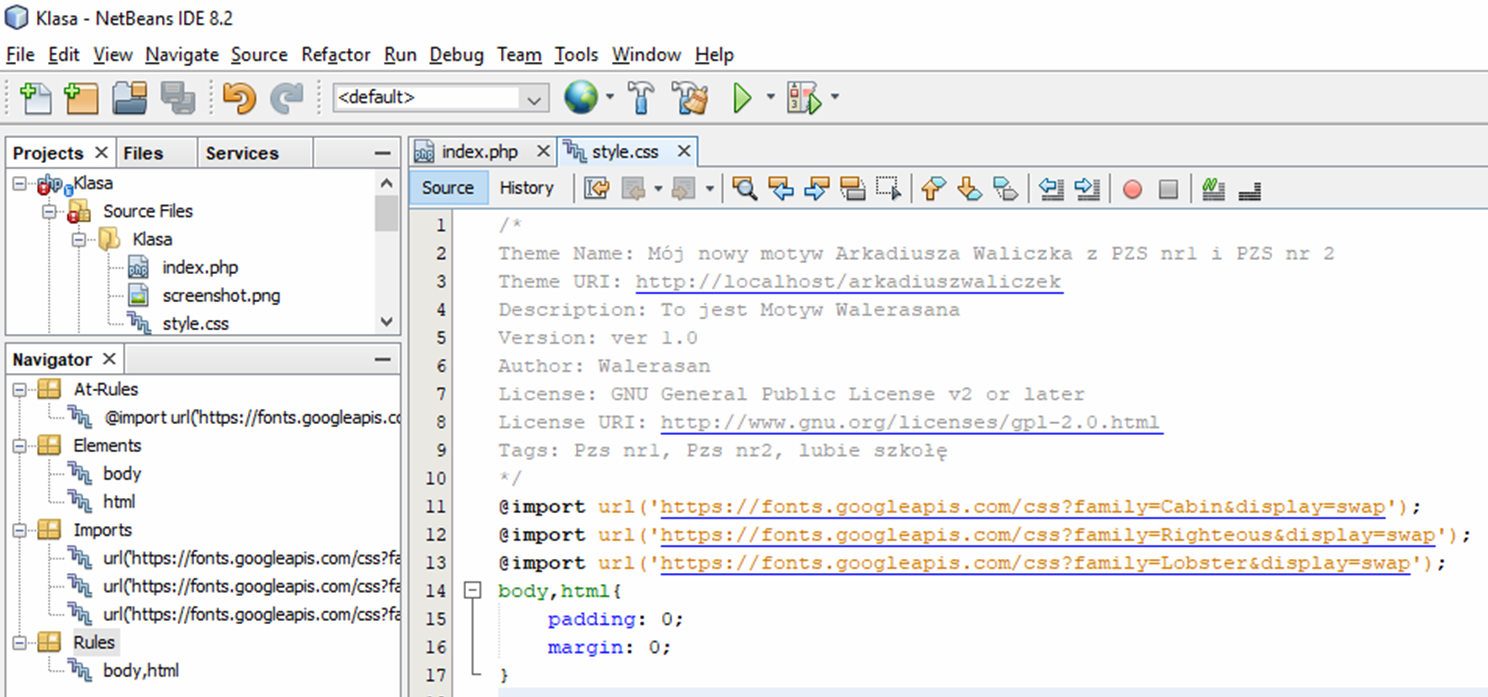 Klasa - NetBeans IDE 8.2
File Edit View Navigate Source Refactor Run Debug Team Tools Window Help
<default>
Projects Files Services
Klasa
Source Files
Klasa
index.php
screenshot.png
style.css
Navigator
At-Rules
@import url('https://fonts.googleapis.co
Elements
body
html
Imports
url('https://fonts.googleapis.com/css?fa
url('https://fonts.googleapis.com/css?fa
url('https://fonts.googleapis.com/css?fa
Rules
body,html
index.php style.css
Source History
1 /*
2 Theme Name: Mój nowy motyw Arkadiusza Waliczka z PZS nr1 i PZS nr 2
3 Theme URI: http://localhost/arkadiuszwaliczek
4 Description: To jest Motyw Walerasana
5 Version: ver 1.0
6 Author: Walerasan
7 License: GNU General Public License v2 or later
8 License URI: http://www.gnu.org/licenses/gpl-2.0.html
9 Tags: Pzs nr1, Pzs nr2, lubie szkołę
10 */
11 @import url('https://fonts.googleapis.com/css?family=Cabin&display=swap');
12 @import url('https://fonts.googleapis.com/css?family=Righteous&display=swap');
13 @import url('https://fonts.googleapis.com/css?family=Lobster&display=swap');
14 body,html{
15 padding: 0;
16 margin: 0;
17 }